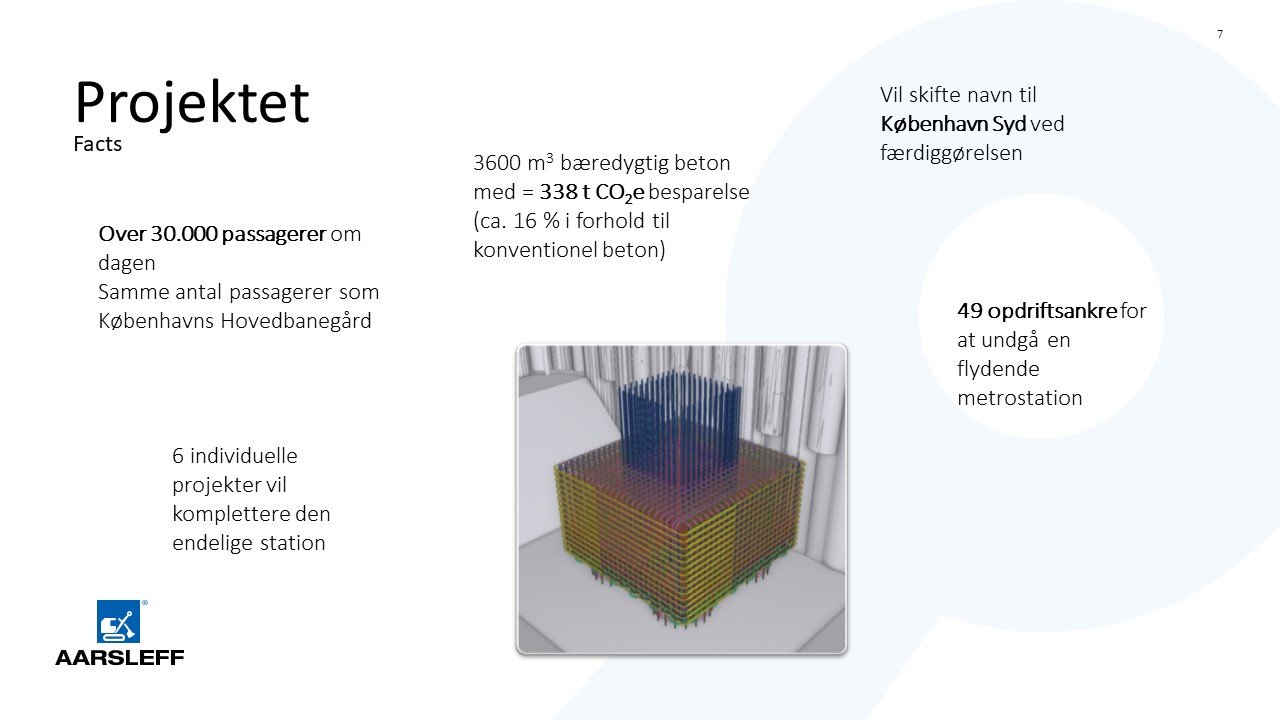 7
Projektet
Facts
Vil skifte navn til
København Syd ved
færdiggørelsen
3600 m³ bæredygtig beton
med = 338 t CO₂e besparelse
(ca. 16 % i forhold til
konventionel beton)
Over 30.000 passagerer om
dagen
Samme antal passagerer som
Københavns Hovedbanegård
49 opdriftsankre for
at undgå en
flydende
metrostation
6 individuelle
projekter vil
komplettere den
endelige station
®
AARSLEFF